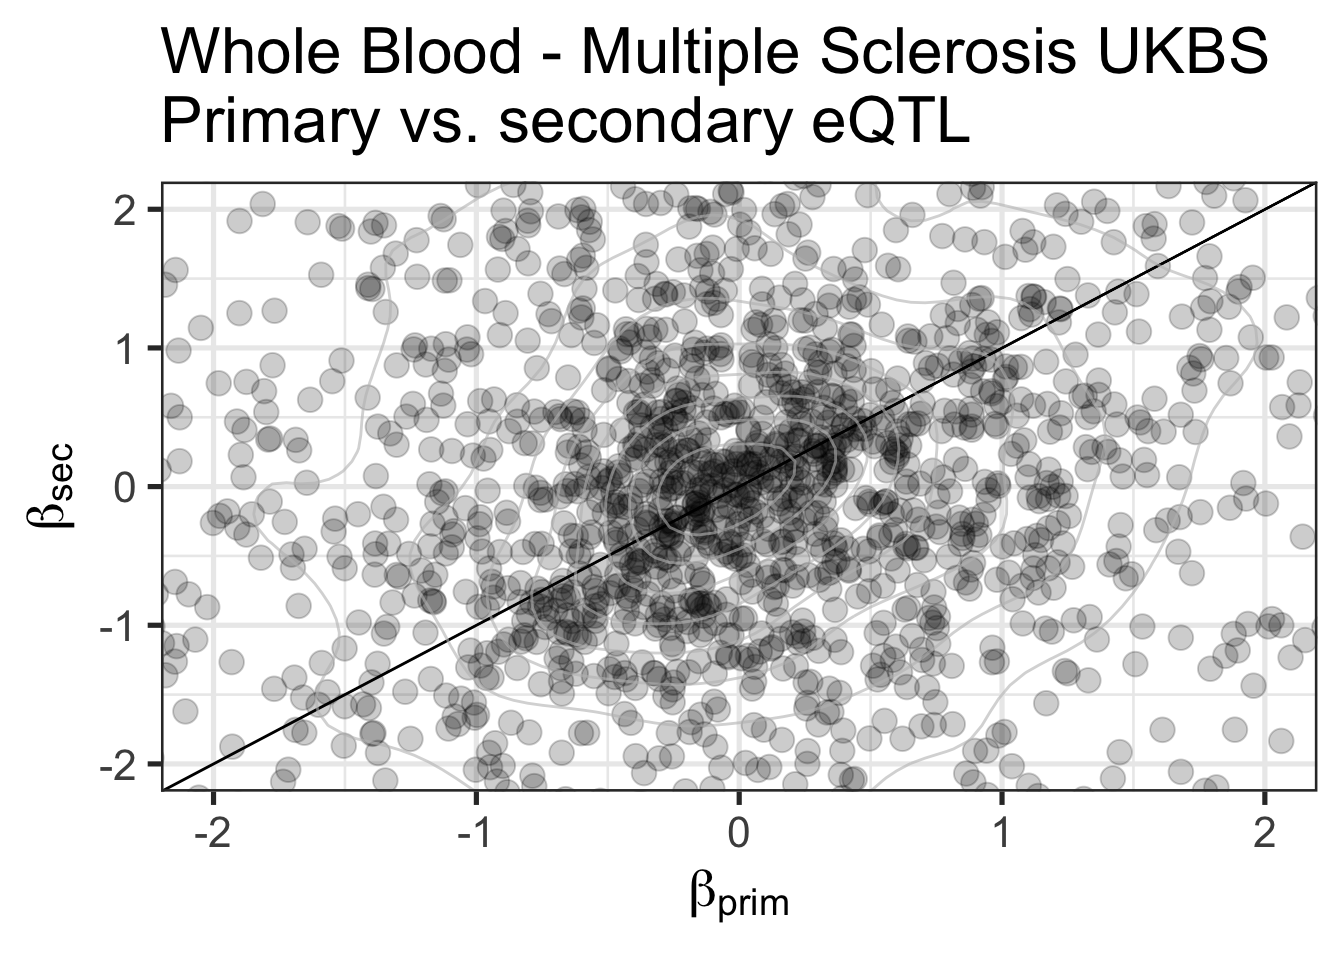 Whole Blood - Multiple Sclerosis UKBS
Primary vs. secondary eQTL
2
1
0
-1
-2
βsec
-2 -1 0 1 2
βprim